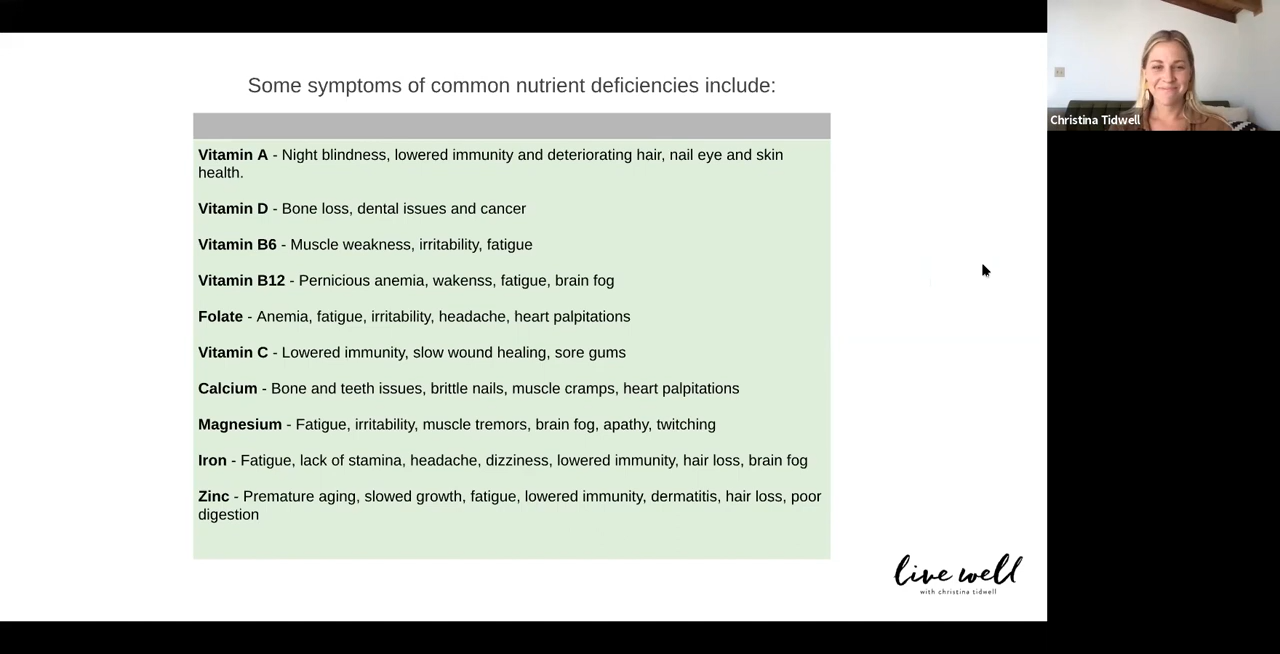 Some symptoms of common nutrient deficiencies include:
Vitamin A - Night blindness, lowered immunity and deteriorating hair, nail eye and skin
health.
Vitamin D - Bone loss, dental issues and cancer
Vitamin B6 - Muscle weakness, irritability, fatigue
Vitamin B12 - Pernicious anemia, wakenss, fatigue, brain fog
Folate - Anemia, fatigue, irritability, headache, heart palpitations
Vitamin C - Lowered immunity, slow wound healing, sore gums
Calcium - Bone and teeth issues, brittle nails, muscle cramps, heart palpitations
Magnesium - Fatigue, irritability, muscle tremors, brain fog, apathy, twitching
Iron - Fatigue, lack of stamina, headache, dizziness, lowered immunity, hair loss, brain fog
Zinc - Premature aging, slowed growth, fatigue, lowered immunity, dermatitis, hair loss, poor
digestion
live well
with christina tidwell
Christina Tidwell